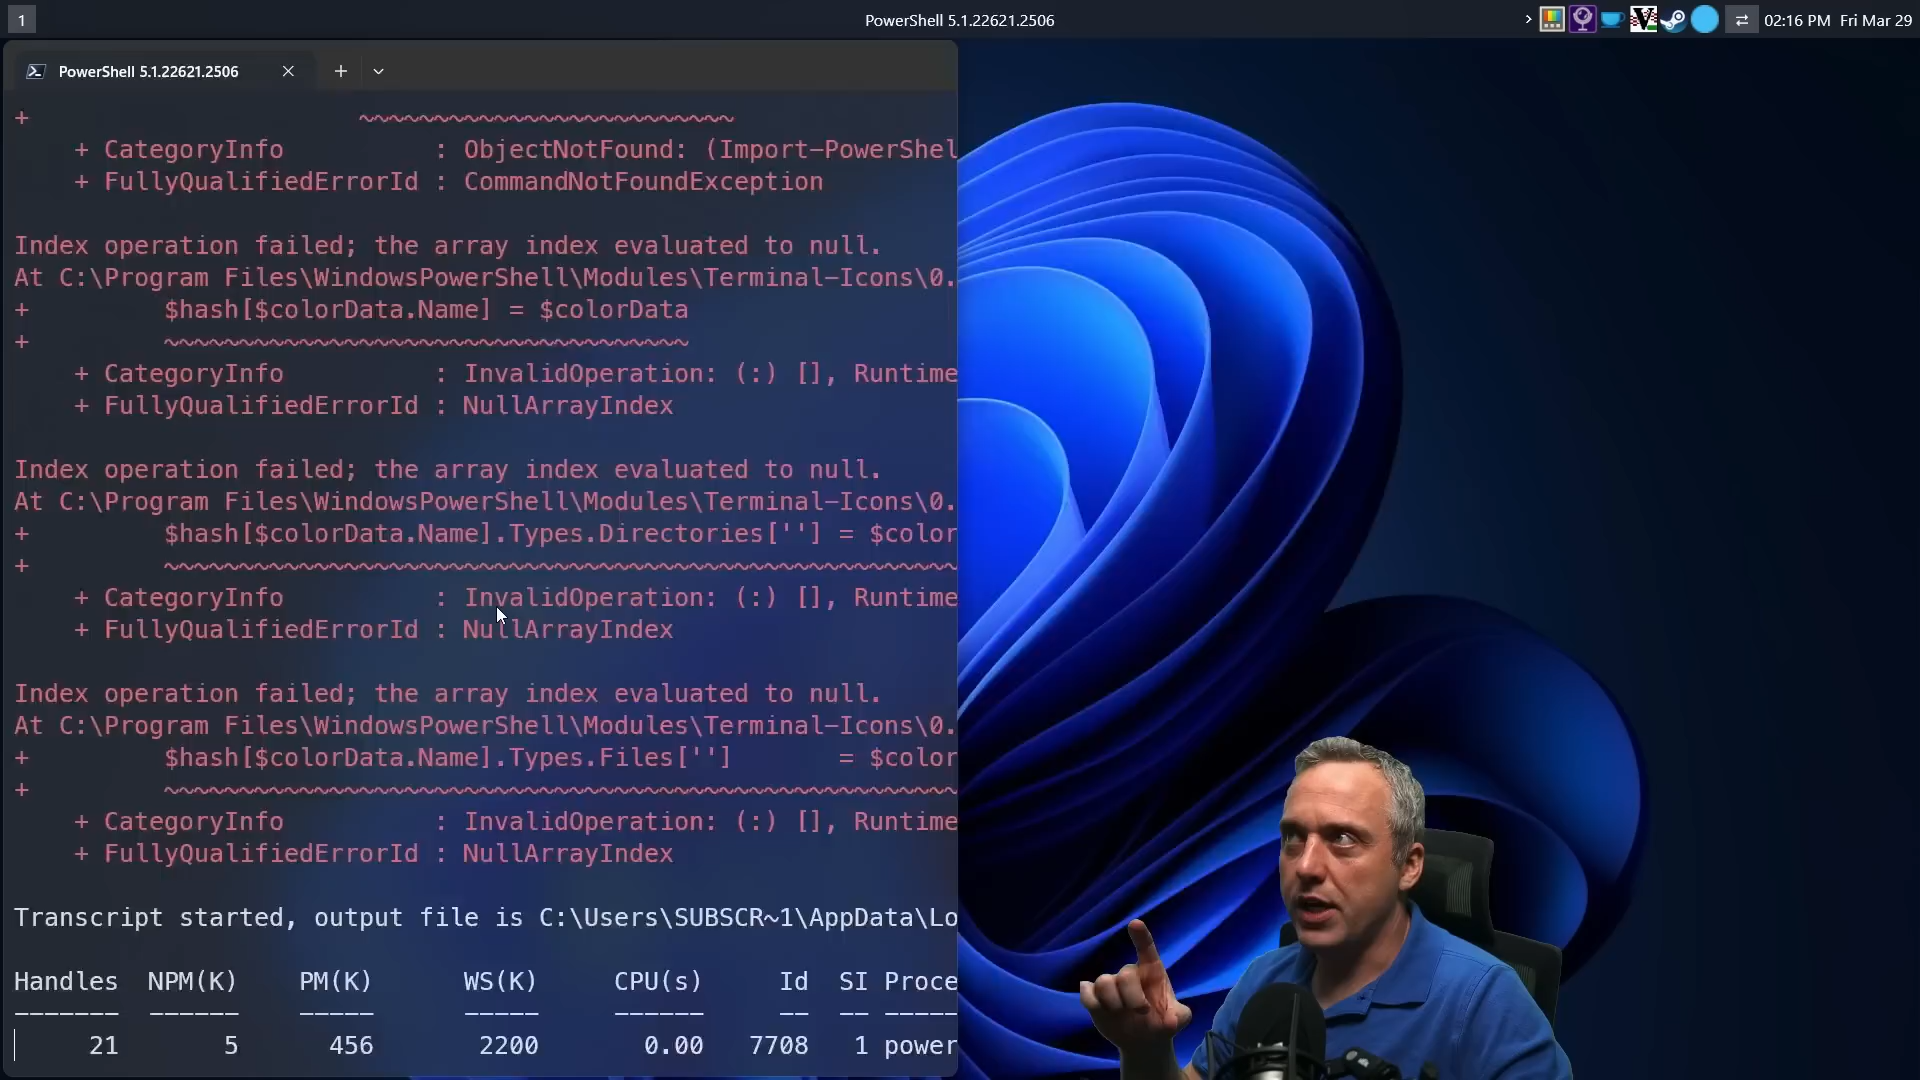 1
PowerShell 5.1.22621.2506
02:16 PM Fri Mar 29
PowerShell 5.1.22621.2506
+ ~~~~~~~~~~~~~~~~~~~~~~~~~
+ CategoryInfo : ObjectNotFound: (Import-PowerShel
+ FullyQualifiedErrorId : CommandNotFoundException
Index operation failed; the array index evaluated to null.
At C:\Program Files\WindowsPowerShell\Modules\Terminal-Icons\0.
+ $hash[$colorData.Name] = $colorData
+ ~~~~~~~~~~~~~~~~~~~~~~~~~~~~~~~~~~~
+ CategoryInfo : InvalidOperation: (:) [], Runtime
+ FullyQualifiedErrorId : NullArrayIndex
Index operation failed; the array index evaluated to null.
At C:\Program Files\WindowsPowerShell\Modules\Terminal-Icons\0.
+ $hash[$colorData.Name].Types.Directories[''] = $color
+ ~~~~~~~~~~~~~~~~~~~~~~~~~~~~~~~~~~~~~~~~~~~~~~~~~~~~~
+ CategoryInfo : InvalidOperation: (:) [], Runtime
+ FullyQualifiedErrorId : NullArrayIndex
Index operation failed; the array index evaluated to null.
At C:\Program Files\WindowsPowerShell\Modules\Terminal-Icons\0.
+ $hash[$colorData.Name].Types.Files[''] = $color
+ ~~~~~~~~~~~~~~~~~~~~~~~~~~~~~~~~~~~~~~~~~~~~~~~~~~~~~
+ CategoryInfo : InvalidOperation: (:) [], Runtime
+ FullyQualifiedErrorId : NullArrayIndex
Transcript started, output file is C:\Users\SUBSCR~1\AppData\Lo
Handles NPM(K) PM(K) WS(K) CPU(s) Id SI Proce
------- ------ ----- ----- ------ -- -- -----
21 5 456 2200 0.00 7708 1 power